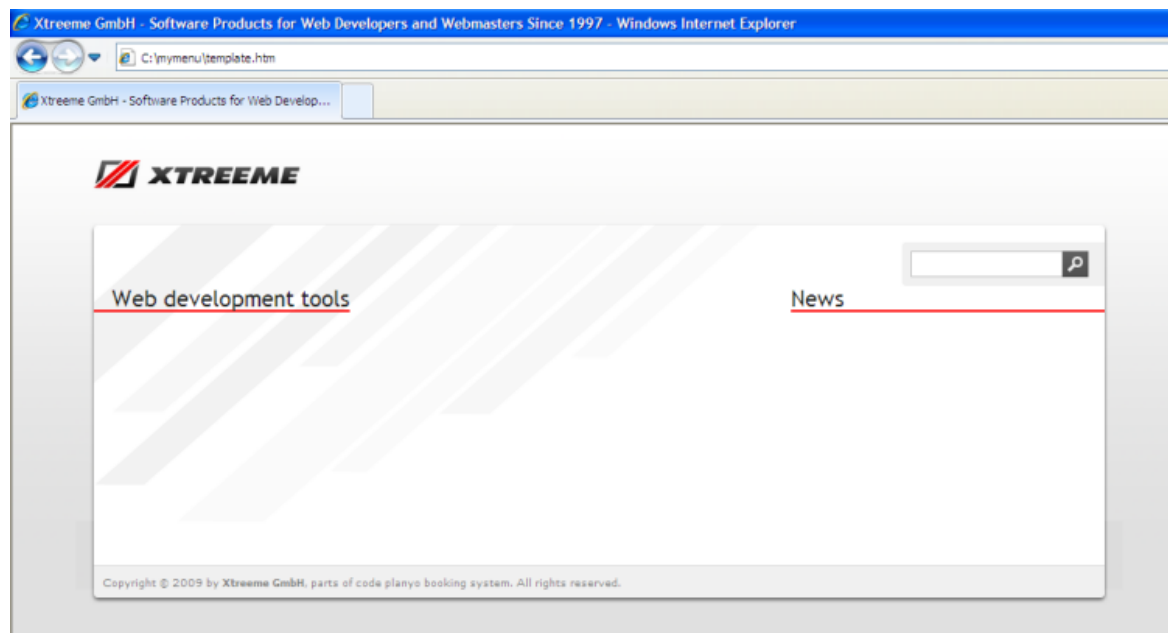 Xtreeme GmbH - Software Products for Web Developers and Webmasters Since 1997 - Windows Internet Explorer
C:\mymenu\template.htm
Xtreeme GmbH - Software Products for Web Develop...
XTREEME
Web development tools
News
Copyright © 2009 by Xtreeme GmbH, parts of code planyo booking system. All rights reserved.